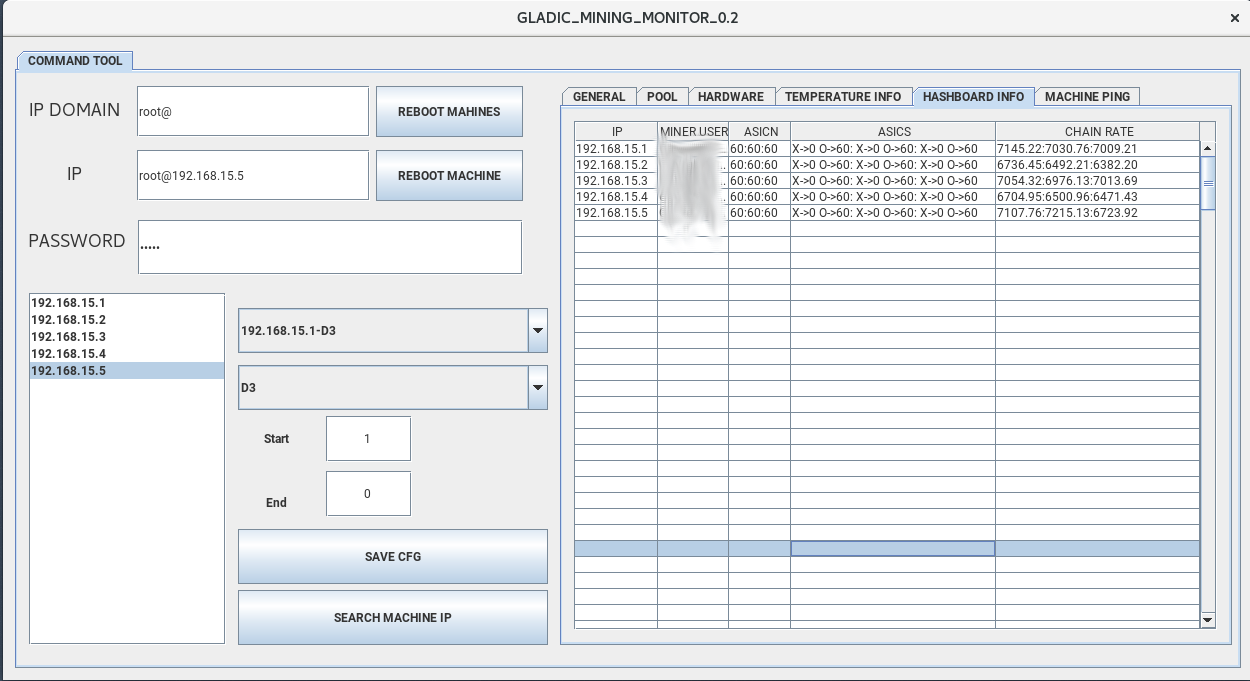 GLADIC_MINING_MONITOR_0.2
COMMAND TOOL
IP DOMAIN
root@
REBOOT MAHINES
IP
root@192.168.15.5
REBOOT MACHINE
PASSWORD
•••••
192.168.15.1
192.168.15.2
192.168.15.3
192.168.15.4
192.168.15.5
192.168.15.1-D3
D3
Start
1
End
0
SAVE CFG
SEARCH MACHINE IP
GENERAL POOL HARDWARE TEMPERATURE INFO HASHBOARD INFO MACHINE PING
IP MINER.USER ASICN ASICS CHAIN RATE
192.168.15.1 60:60:60 X->0 O->60: X->0 O->60: X->0 O->60 7145.22:7030.76:7009.21
192.168.15.2 60:60:60 X->0 O->60: X->0 O->60: X->0 O->60 6736.45:6492.21:6382.20
192.168.15.3 60:60:60 X->0 O->60: X->0 O->60: X->0 O->60 7054.32:6976.13:7013.69
192.168.15.4 60:60:60 X->0 O->60: X->0 O->60: X->0 O->60 6704.95:6500.96:6471.43
192.168.15.5 60:60:60 X->0 O->60: X->0 O->60: X->0 O->60 7107.76:7215.13:6723.92